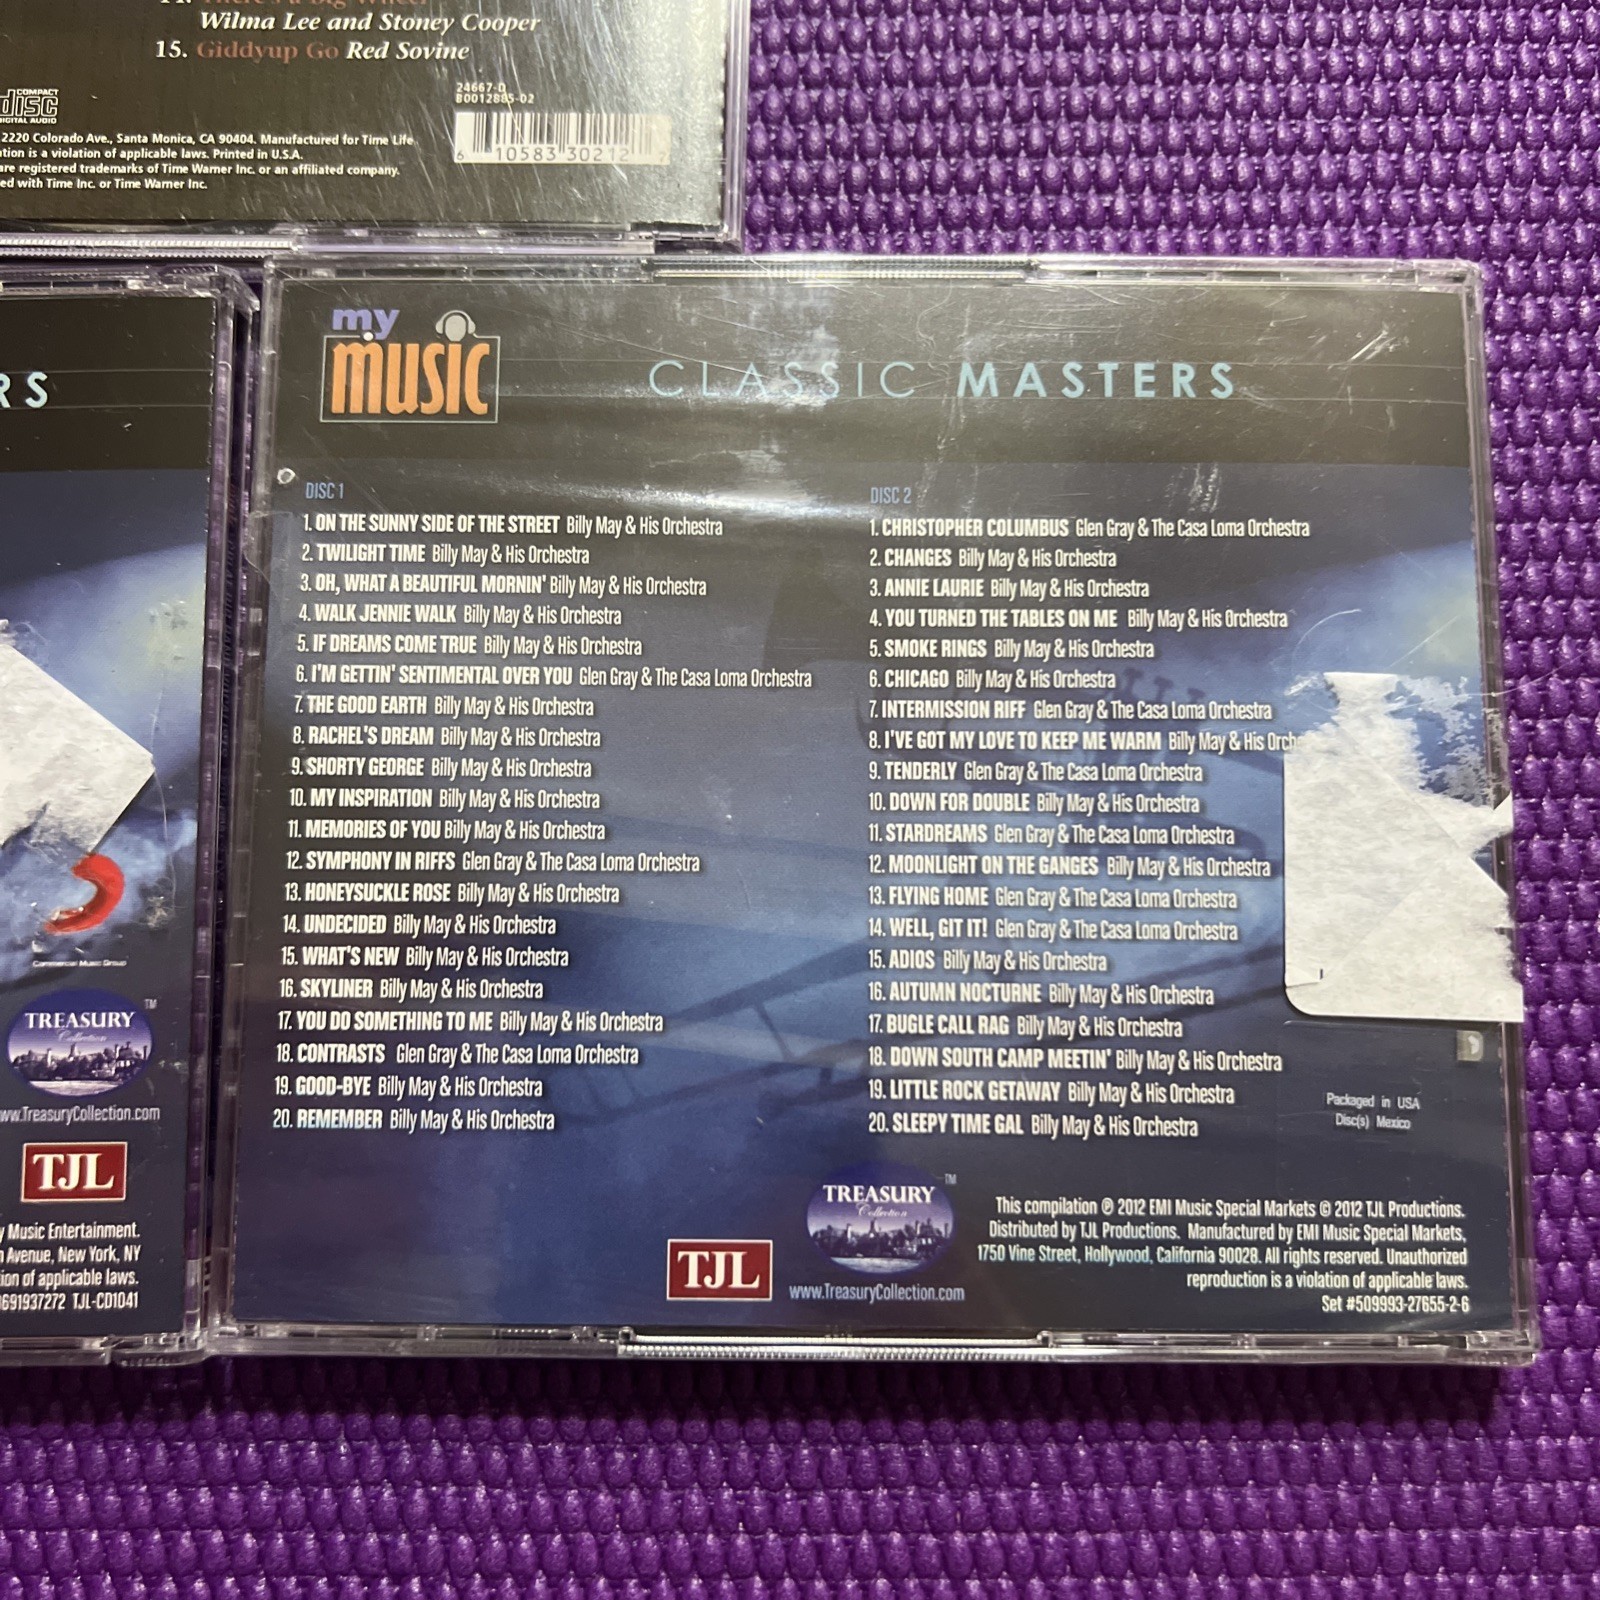 Wilma Lee and Stoney Cooper
15. Giddyup Go Red Sovine
COMPACT
disc
DIGITAL AUDIO
24667-D
B0012885-02
2220 Colorado Ave., Santa Monica, CA 90404. Manufactured for Time Life
tion is a violation of applicable laws. Printed in U.S.A.
are registered trademarks of Time Warner Inc. or an affiliated company.
ed with Time Inc. or Time Warner Inc.
6 10583 30212 7
RS
Commercial Music Group
TREASURY
Collection
TM
www.TreasuryCollection.com
TJL
y Music Entertainment.
Avenue, New York, NY
ion of applicable laws.
691937272 TJL-CD1041
my
music
CLASSIC MASTERS
DISC 1
1. ON THE SUNNY SIDE OF THE STREET Billy May & His Orchestra
2. TWILIGHT TIME Billy May & His Orchestra
3. OH, WHAT A BEAUTIFUL MORNIN' Billy May & His Orchestra
4. WALK JENNIE WALK Billy May & His Orchestra
5. IF DREAMS COME TRUE Billy May & His Orchestra
6. I'M GETTIN' SENTIMENTAL OVER YOU Glen Gray & The Casa Loma Orchestra
7. THE GOOD EARTH Billy May & His Orchestra
8. RACHEL'S DREAM Billy May & His Orchestra
9. SHORTY GEORGE Billy May & His Orchestra
10. MY INSPIRATION Billy May & His Orchestra
11. MEMORIES OF YOU Billy May & His Orchestra
12. SYMPHONY IN RIFFS Glen Gray & The Casa Loma Orchestra
13. HONEYSUCKLE ROSE Billy May & His Orchestra
14. UNDECIDED Billy May & His Orchestra
15. WHAT'S NEW Billy May & His Orchestra
16. SKYLINER Billy May & His Orchestra
17. YOU DO SOMETHING TO ME Billy May & His Orchestra
18. CONTRASTS Glen Gray & The Casa Loma Orchestra
19. GOOD-BYE Billy May & His Orchestra
20. REMEMBER Billy May & His Orchestra
DISC 2
1. CHRISTOPHER COLUMBUS Glen Gray & The Casa Loma Orchestra
2. CHANGES Billy May & His Orchestra
3. ANNIE LAURIE Billy May & His Orchestra
4. YOU TURNED THE TABLES ON ME Billy May & His Orchestra
5. SMOKE RINGS Billy May & His Orchestra
6. CHICAGO Billy May & His Orchestra
7. INTERMISSION RIFF Glen Gray & The Casa Loma Orchestra
8. I'VE GOT MY LOVE TO KEEP ME WARM Billy May & His Orche
9. TENDERLY Glen Gray & The Casa Loma Orchestra
10. DOWN FOR DOUBLE Billy May & His Orchestra
11. STARDREAMS Glen Gray & The Casa Loma Orchestra
12. MOONLIGHT ON THE GANGES Billy May & His Orchestra
13. FLYING HOME Glen Gray & The Casa Loma Orchestra
14. WELL, GIT IT! Glen Gray & The Casa Loma Orchestra
15. ADIOS Billy May & His Orchestra
16. AUTUMN NOCTURNE Billy May & His Orchestra
17. BUGLE CALL RAG Billy May & His Orchestra
18. DOWN SOUTH CAMP MEETIN' Billy May & His Orchestra
19. LITTLE ROCK GETAWAY Billy May & His Orchestra
20. SLEEPY TIME GAL Billy May & His Orchestra
Packaged in USA
Disc(s) Mexico
TJL
TREASURY
Collection
TM
www.TreasuryCollection.com
This compilation ℗ 2012 EMI Music Special Markets © 2012 TJL Productions.
Distributed by TJL Productions. Manufactured by EMI Music Special Markets,
1750 Vine Street, Hollywood, California 90028. All rights reserved. Unauthorized
reproduction is a violation of applicable laws.
Set #509993-27655-2-6